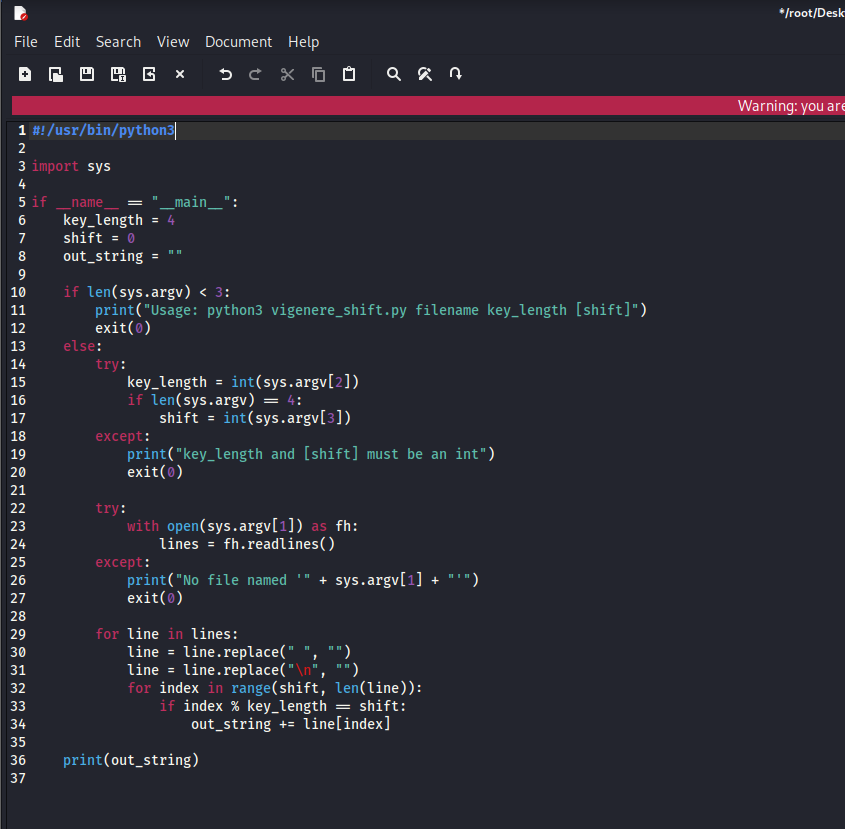 */root/Desk
File Edit Search View Document Help
Warning: you are
1 #!/usr/bin/python3
2
3 import sys
4
5 if __name__ == "__main__":
6     key_length = 4
7     shift = 0
8     out_string = ""
9
10     if len(sys.argv) < 3:
11         print("Usage: python3 vigenere_shift.py filename key_length [shift]")
12         exit(0)
13     else:
14         try:
15             key_length = int(sys.argv[2])
16             if len(sys.argv) == 4:
17                 shift = int(sys.argv[3])
18         except:
19             print("key_length and [shift] must be an int")
20             exit(0)
21
22         try:
23             with open(sys.argv[1]) as fh:
24                 lines = fh.readlines()
25         except:
26             print("No file named '" + sys.argv[1] + "'")
27             exit(0)
28
29         for line in lines:
30             line = line.replace(" ", "")
31             line = line.replace("\n", "")
32             for index in range(shift, len(line)):
33                 if index % key_length == shift:
34                     out_string += line[index]
35
36     print(out_string)
37